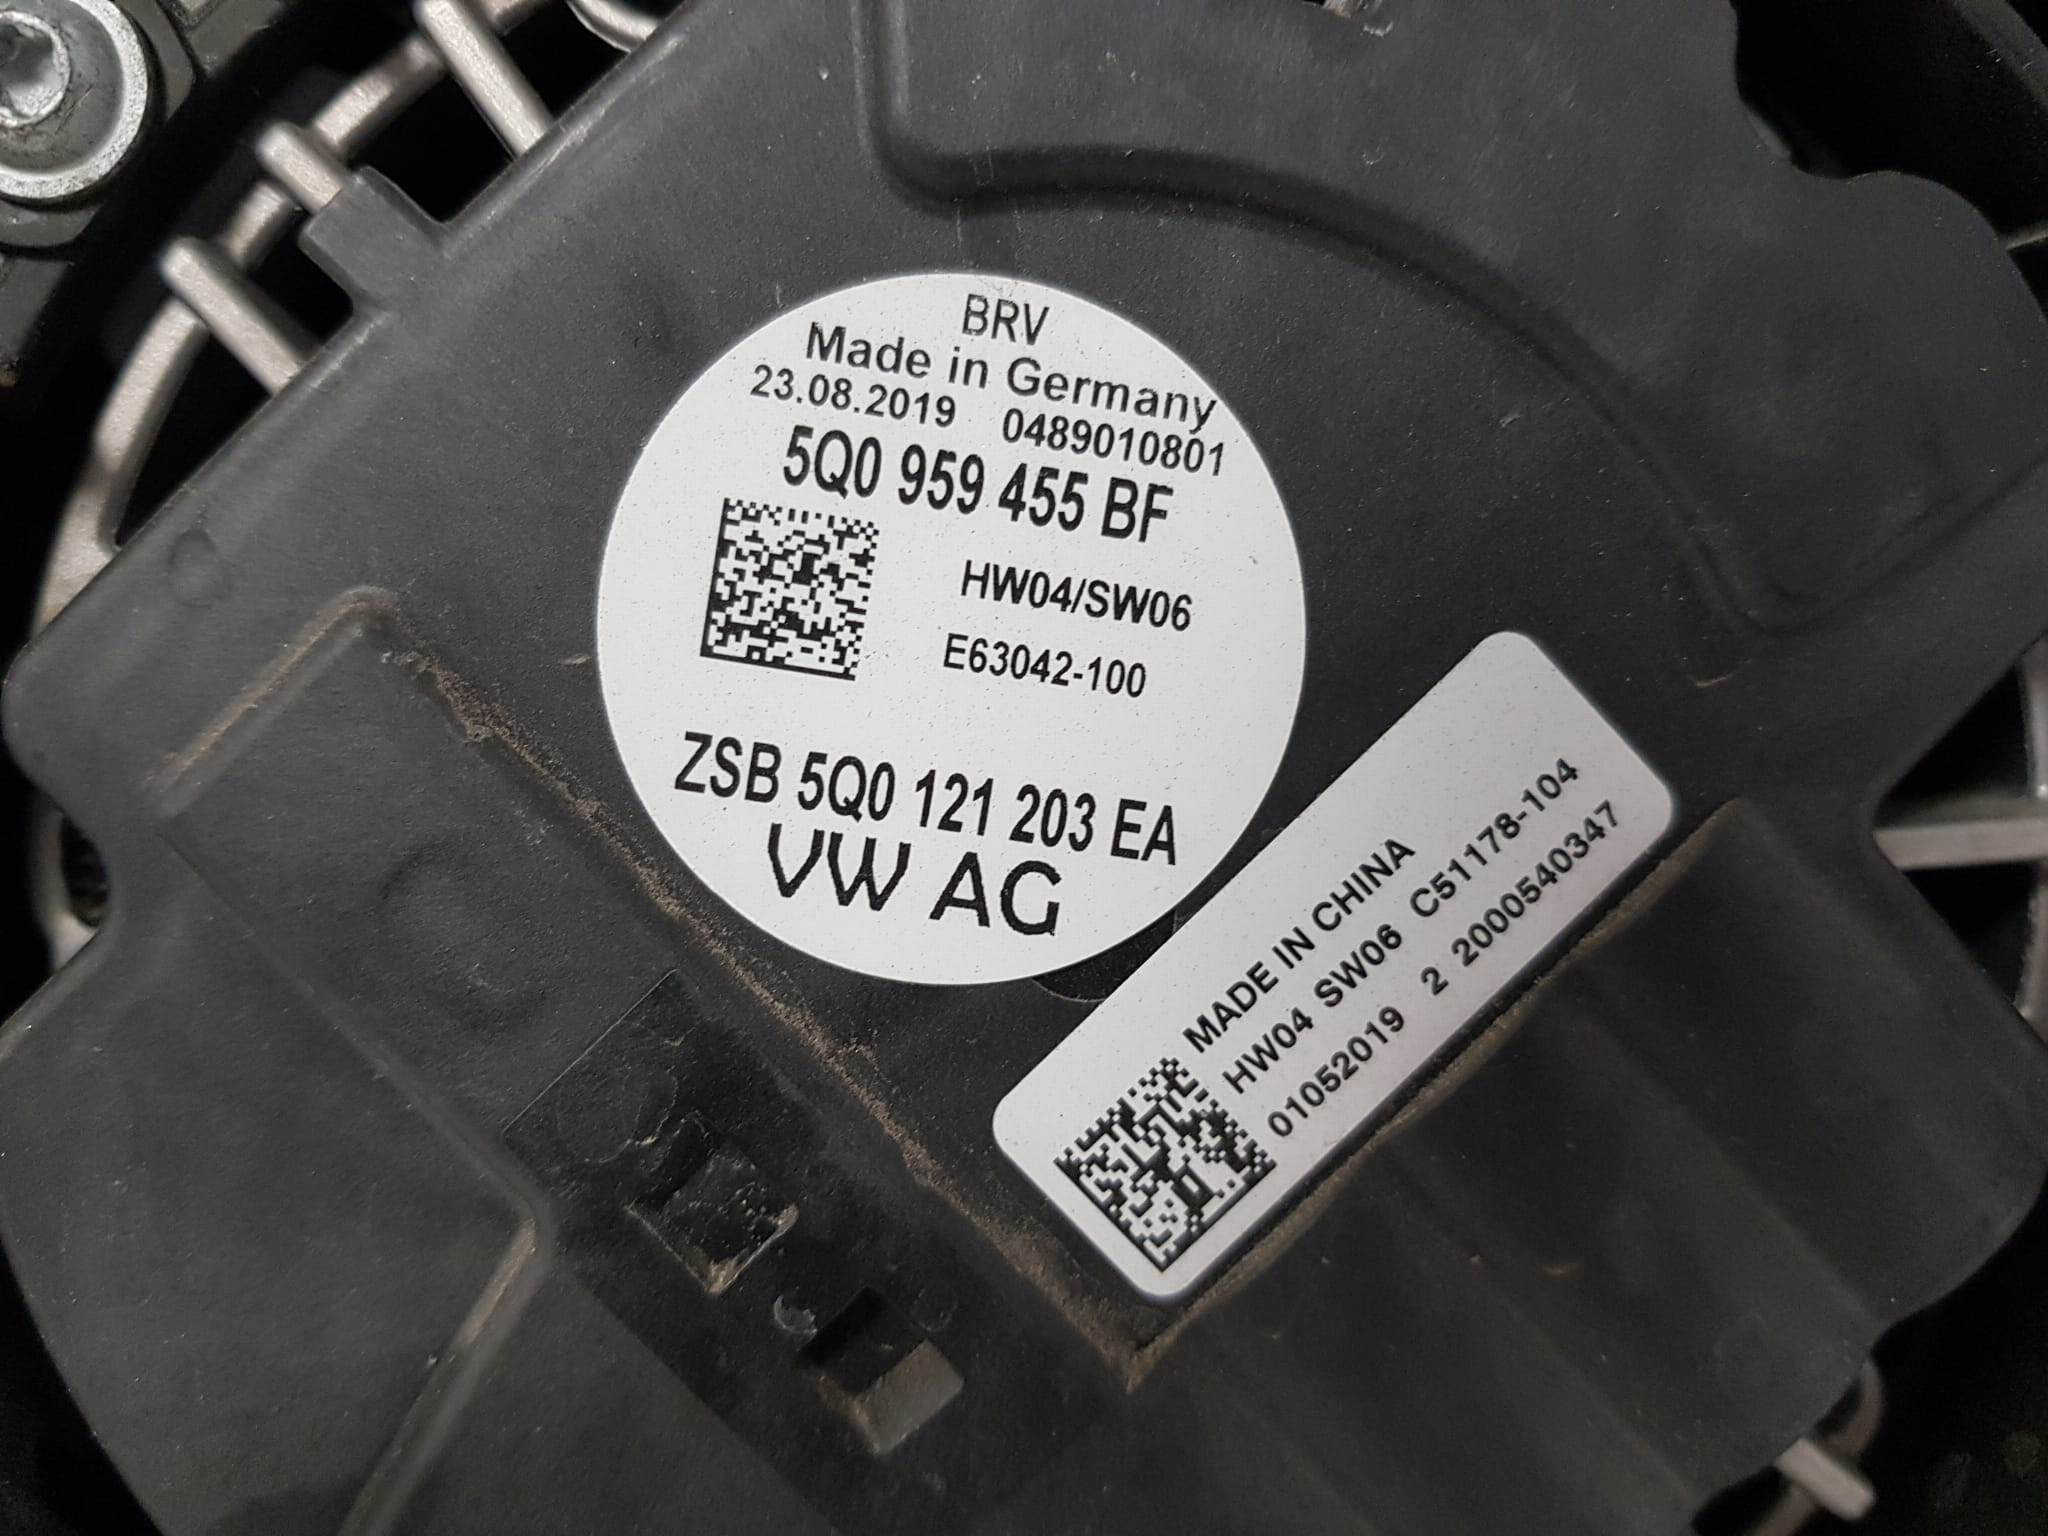 BRV
Made in Germany
23.08.2019 0489010801
5Q0 959 455 BF
HW04/SW06
E63042-100
ZSB 5Q0 121 203 EA
VW AG
MADE IN CHINA
HW04 SW06 C51178-104
01052019 2 2000540347